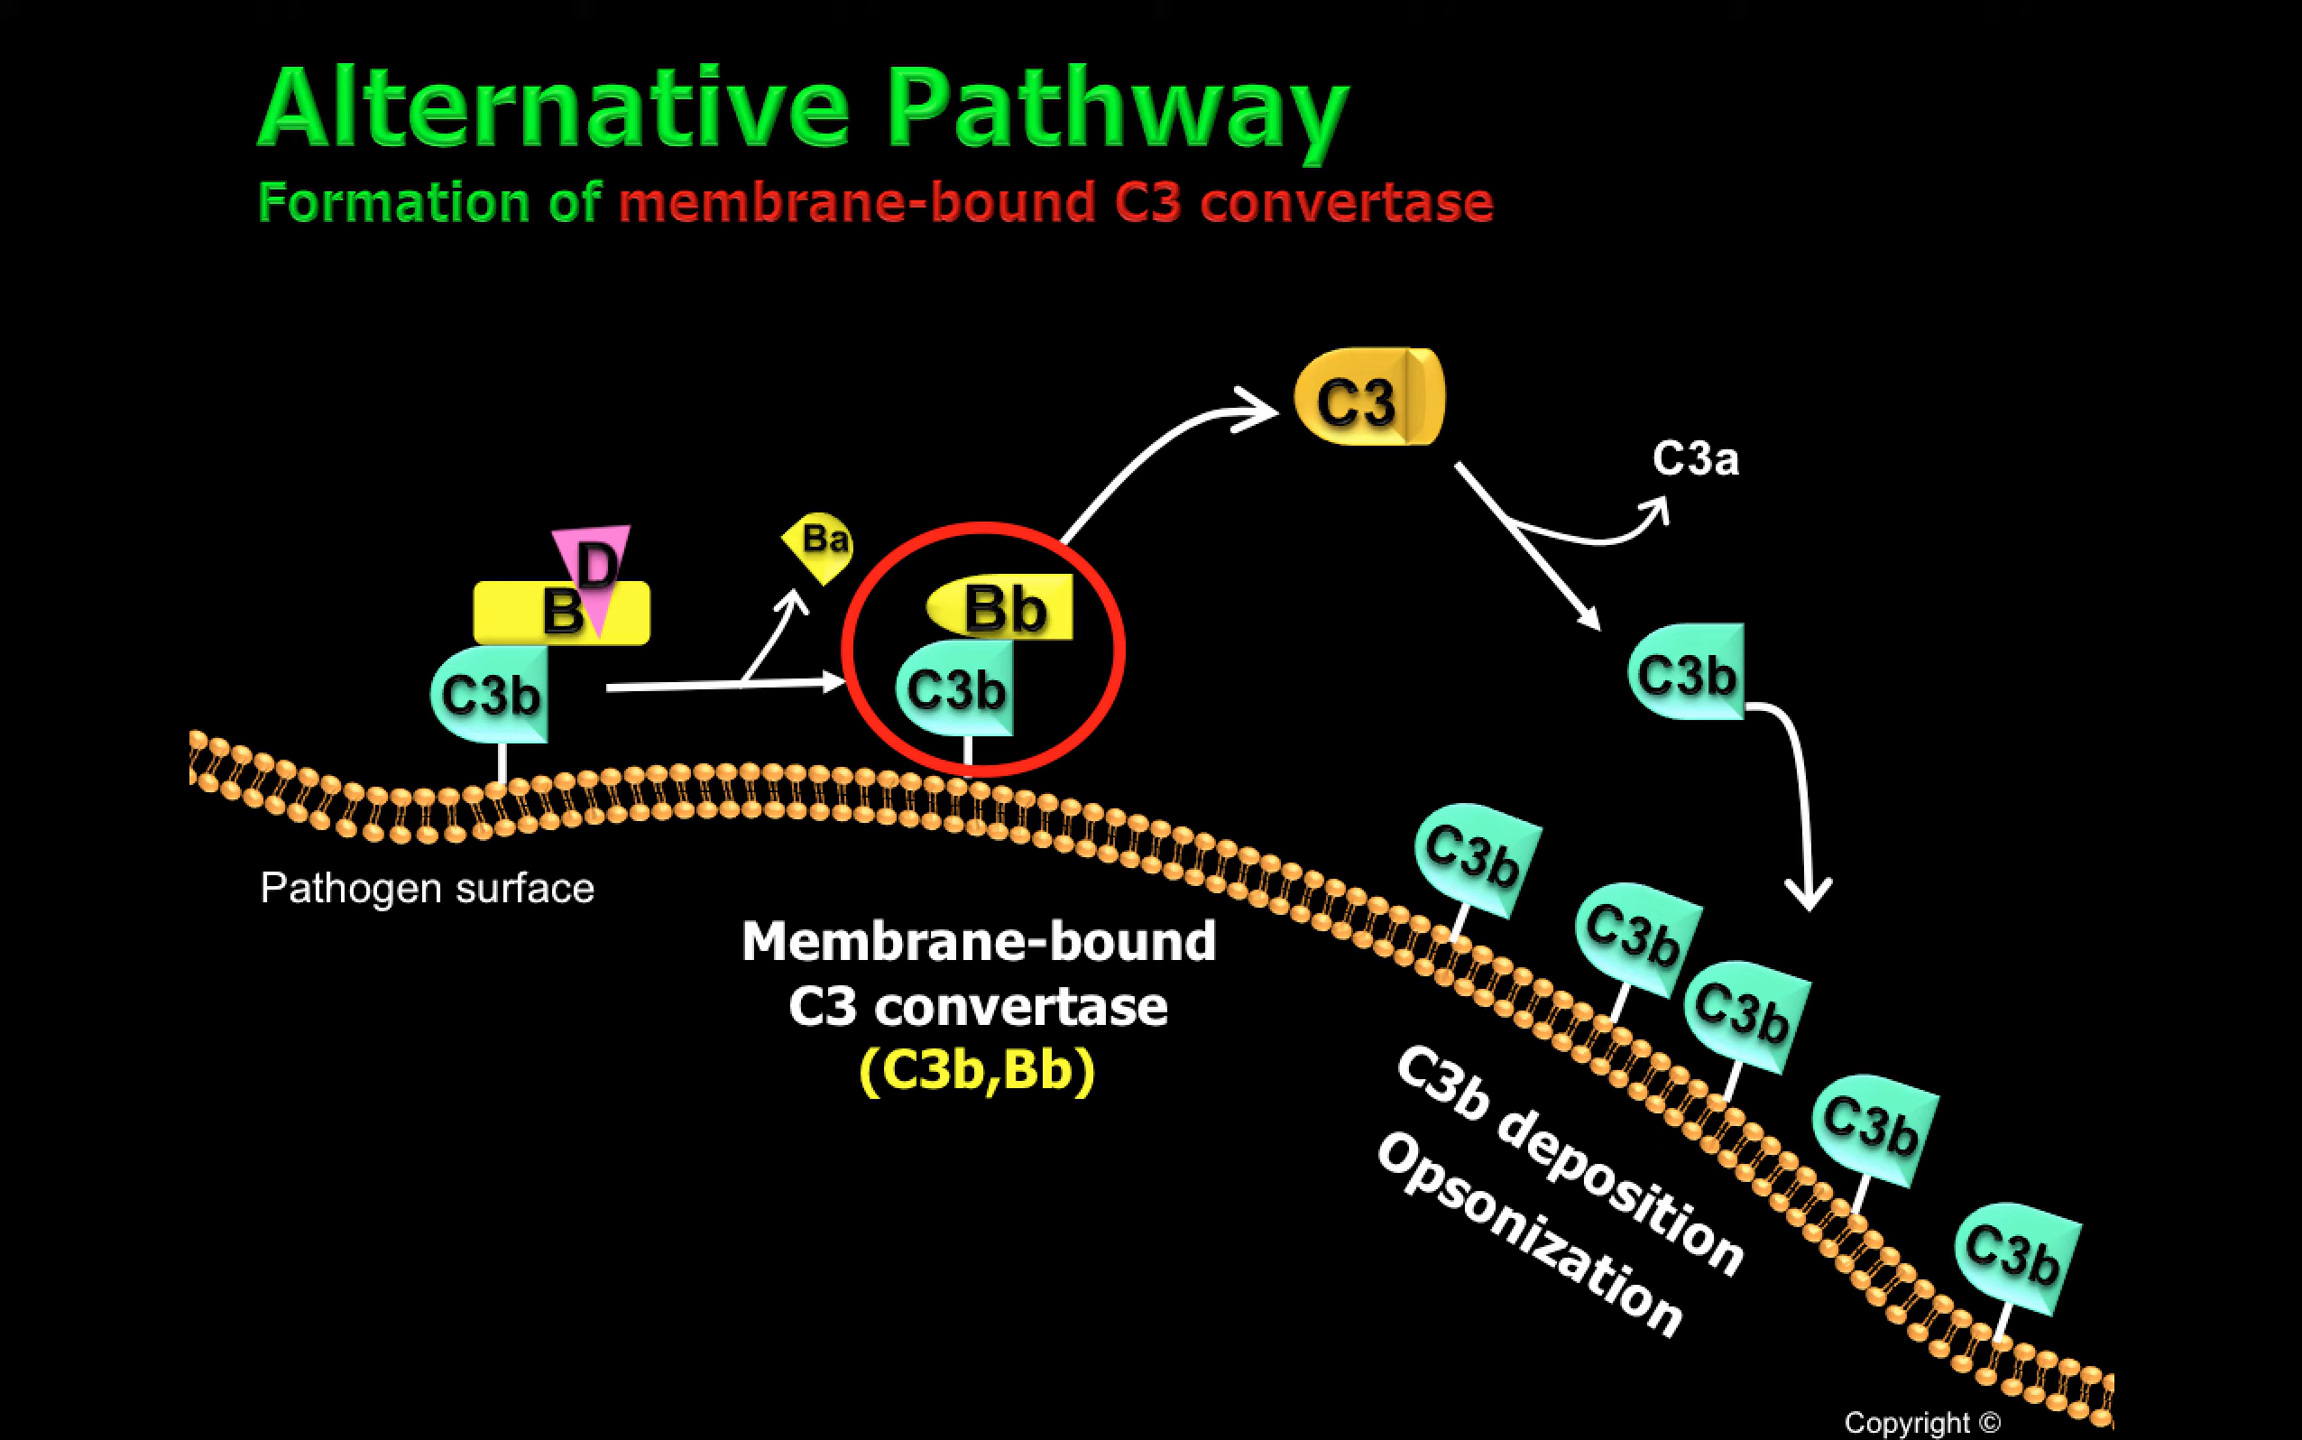 Alternative Pathway
Formation of membrane-bound C3 convertase
C3
C3a
Ba
D
B
Bb
C3b
C3b
C3b
Pathogen surface
Membrane-bound
C3 convertase
(C3b,Bb)
C3b
C3b
C3b
C3b
C3b
C3b deposition
Opsonization
Copyright ©